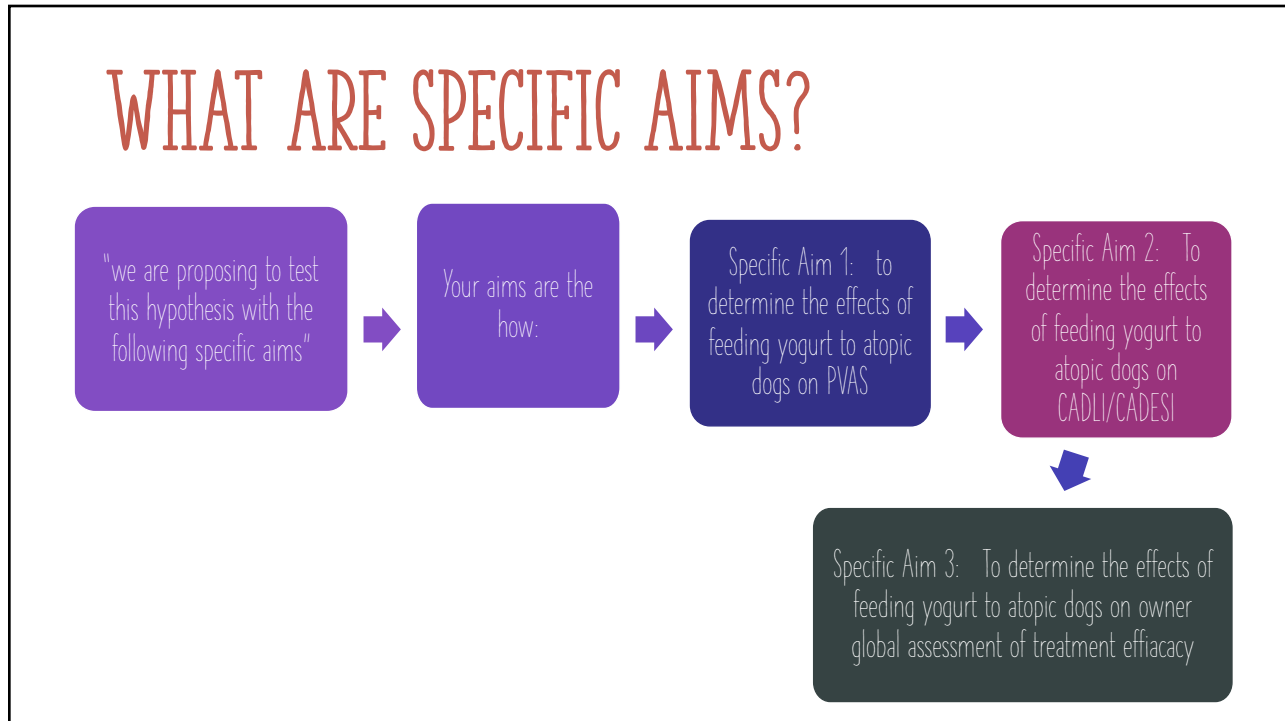 WHAT ARE SPECIFIC AIMS?
"we are proposing to test
this hypothesis with the
following specific aims"
Your aims are the
how:
Specific Aim 1: to
determine the effects of
feeding yogurt to atopic
dogs on PVAS
Specific Aim 2: To
determine the effects
of feeding yogurt to
atopic dogs on
CADLI/CADESI
Specific Aim 3: To determine the effects of
feeding yogurt to atopic dogs on owner
global assessment of treatment effiacacy